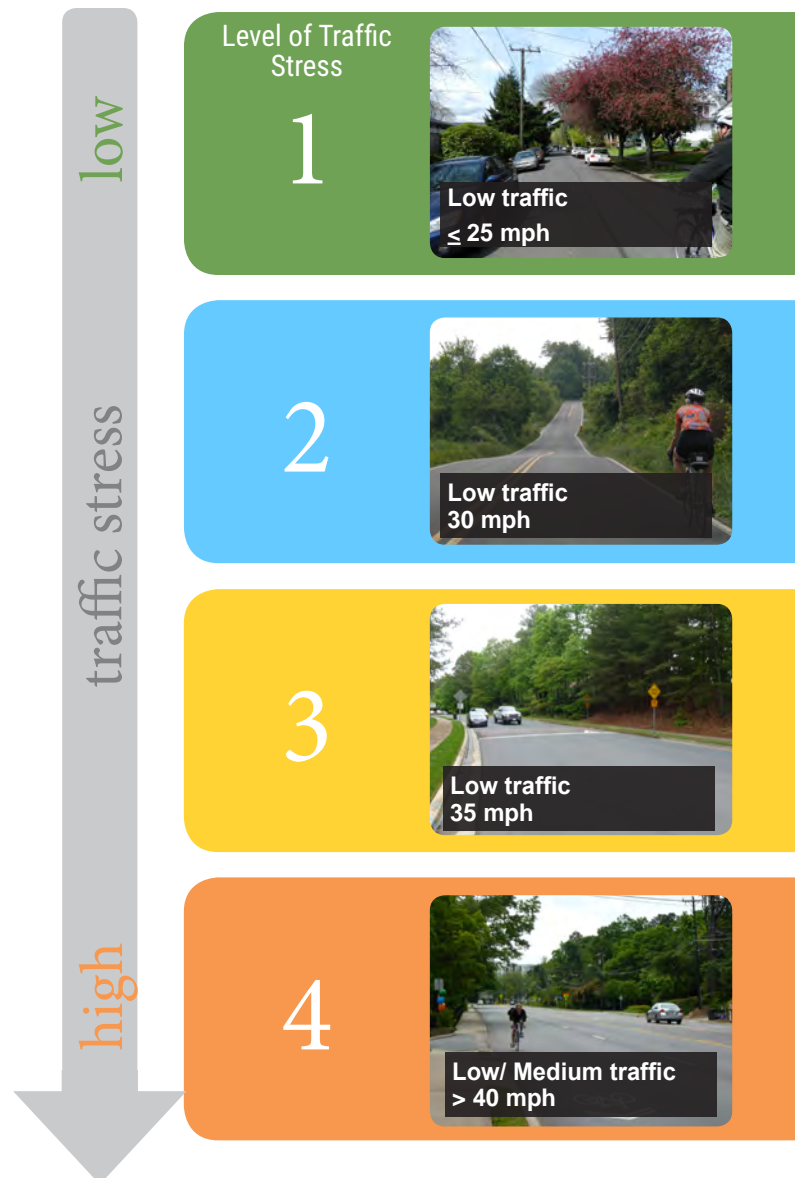 low
traffic stress
high
Level of Traffic
Stress
1
Low traffic
≤ 25 mph
2
Low traffic
30 mph
3
Low traffic
35 mph
4
Low/ Medium traffic
> 40 mph